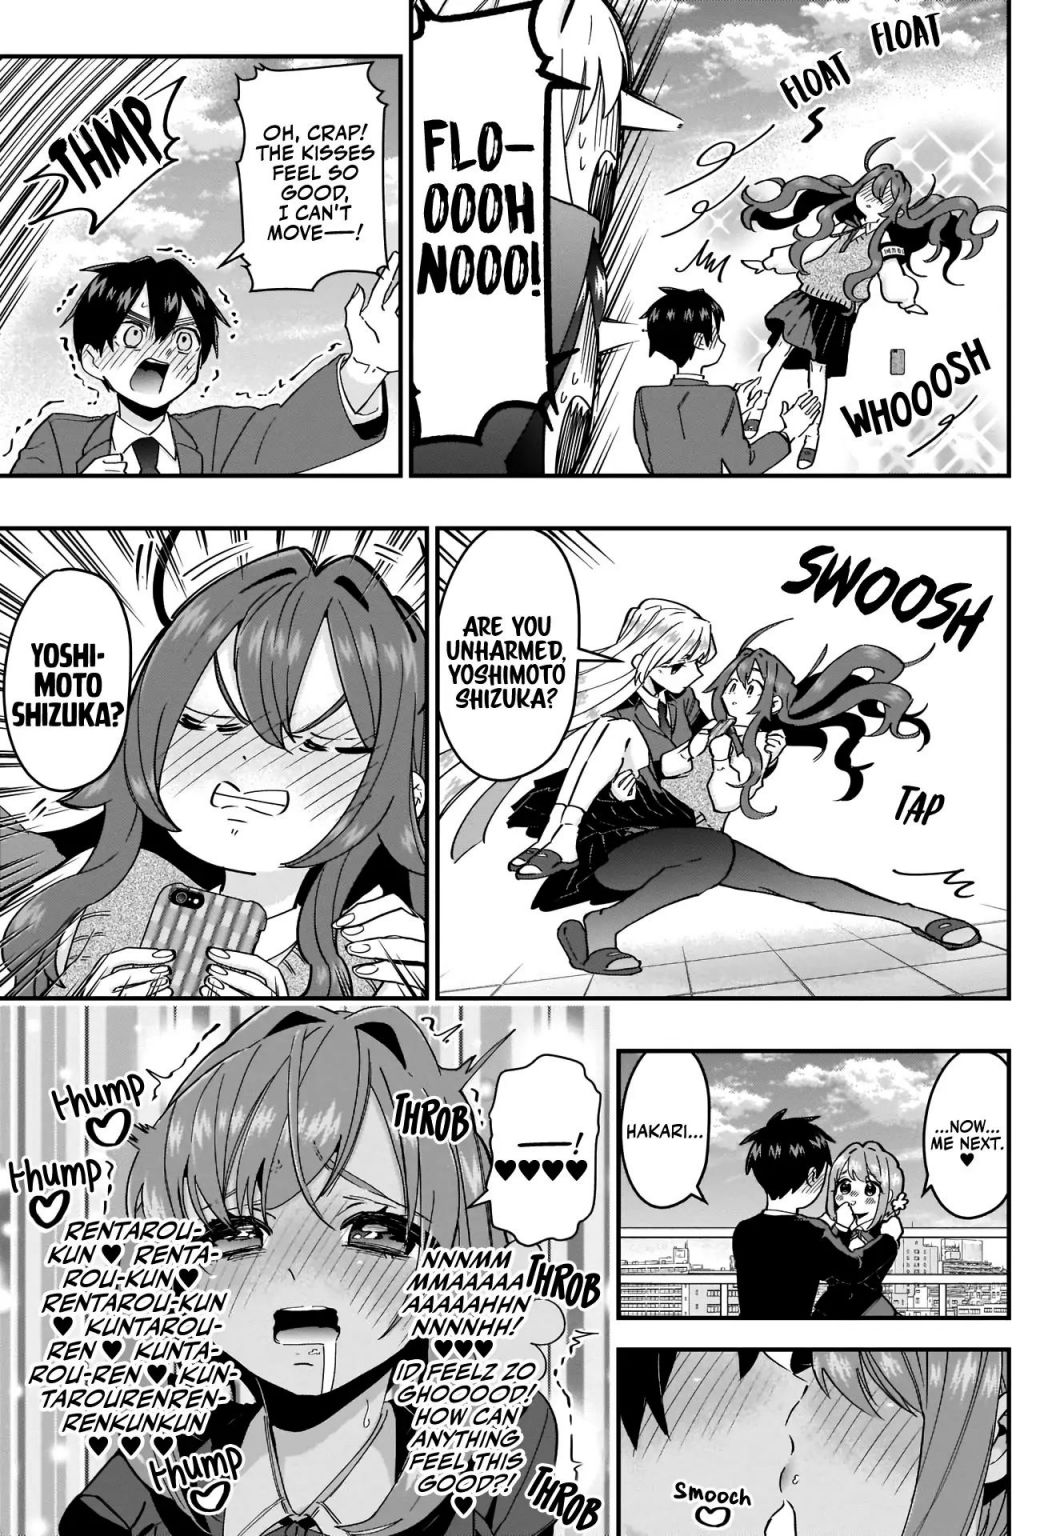 FLOAT
FLOAT
WHOOOSH
FLO-
OOOH
NOOO!
OH, CRAP!
THE KISSES
FEEL SO
GOOD,
I CAN'T
MOVE—!
THMP
SWOOSH
ARE YOU
UNHARMED,
YOSHIMOTO
SHIZUKA?
TAP
YOSHI-
MOTO
SHIZUKA?
...NOW...
ME NEXT.
♥
HAKARI...
Smooch
♡
—!
♥♥♥♥
THROB
THROB
THROB
NNNMM
MMAAAAA
AAAAAHHN
NNNNHH!
♥♥♥
ID FEELZ ZO
GHOOOOD!
HOW CAN
ANYTHING
FEEL THIS
GOOD?!
♥
thump
♡
thump
♡
RENTAROU-
KUN ♥ RENTA-
ROU-KUN ♥
RENTAROU-KUN
♥ KUNTAROU-
REN ♥ KUNTA-
ROU-REN ♥ KUN-
TAROURENREN-
RENKUNKUN
♥ ♥ ♥
thump
♡